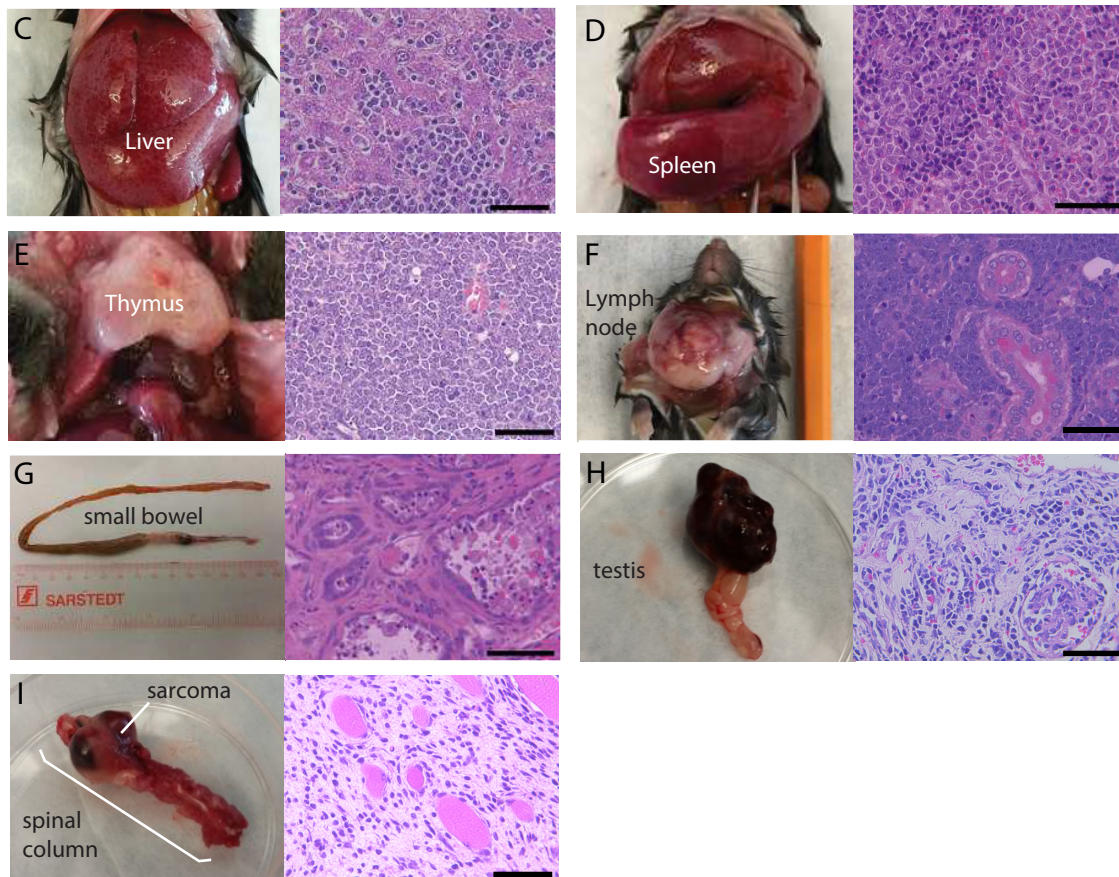 C
Liver
D
Spleen
E
Thymus
F
Lymph
node
G
small bowel
SARSTEDT
H
testis
I
sarcoma
spinal
column